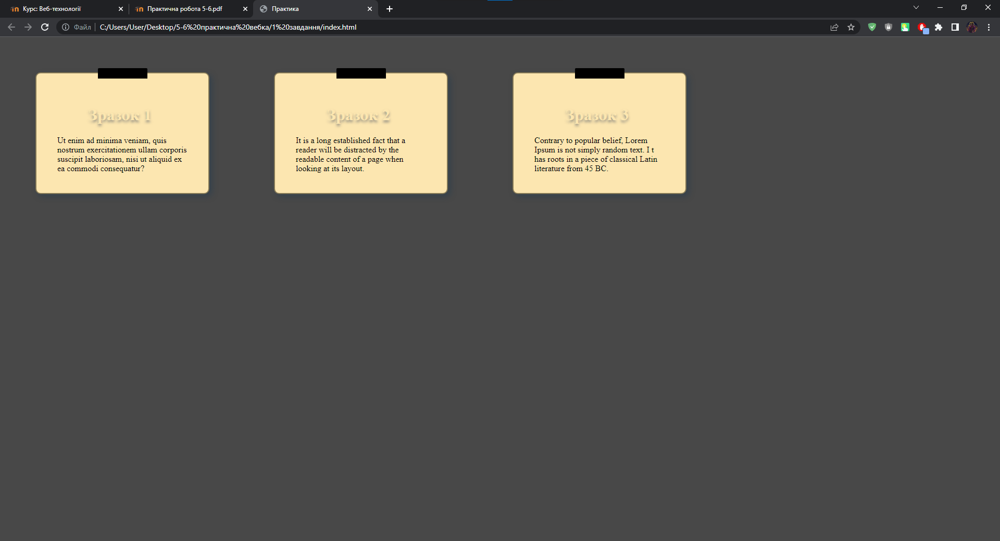 Курс: Веб-технології
Практична робота 5-6.pdf
Практика
Файл
C:/Users/User/Desktop/5-6%20практична%20вебка/1%20завдання/index.html
Зразок 1
Ut enim ad minima veniam, quis
nostrum exercitationem ullam corporis
suscipit laboriosam, nisi ut aliquid ex
ea commodi consequatur?
Зразок 2
It is a long established fact that a
reader will be distracted by the
readable content of a page when
looking at its layout.
Зразок 3
Contrary to popular belief, Lorem
Ipsum is not simply random text. I t
has roots in a piece of classical Latin
literature from 45 BC.